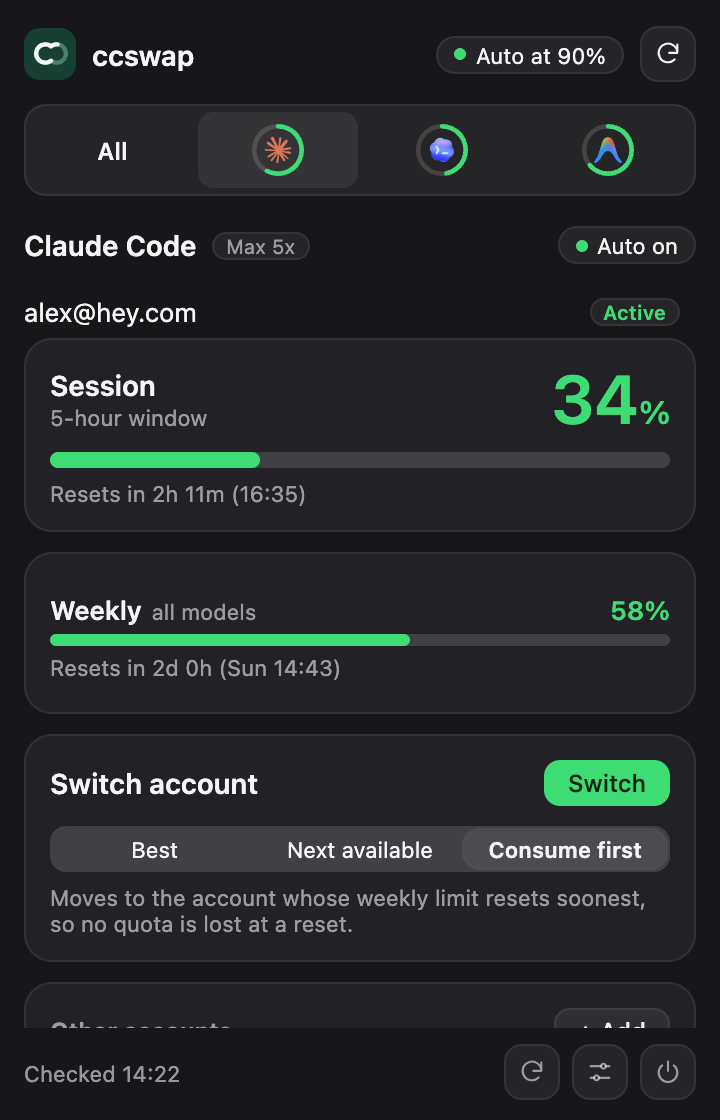 ccswap
Auto at 90%
All
Claude Code
Max 5x
Auto on
alex@hey.com
Active
Session
34%
5-hour window
Resets in 2h 11m (16:35)
Weekly all models
58%
Resets in 2d 0h (Sun 14:43)
Switch account
Switch
Best
Next available
Consume first
Moves to the account whose weekly limit resets soonest,
so no quota is lost at a reset.
Other accounts
+ Add
Checked 14:22